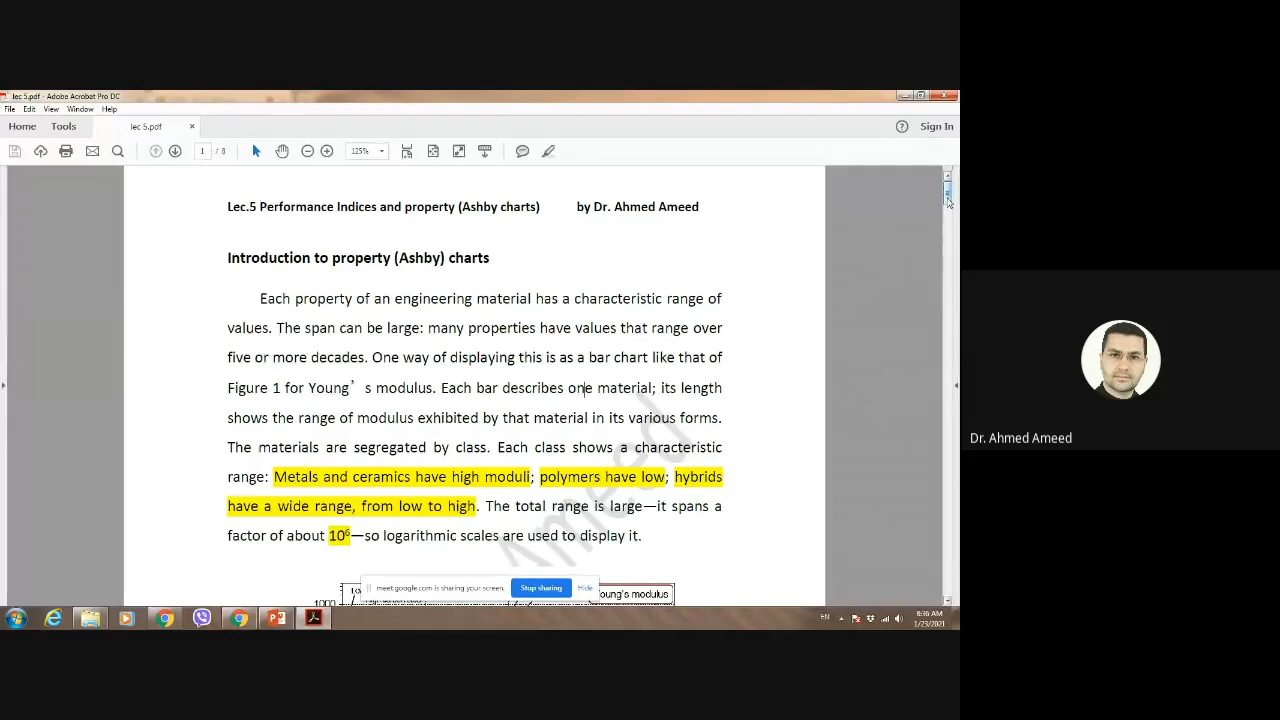 lec 5.pdf - Adobe Acrobat Pro DC
File Edit View Window Help
Home Tools lec 5.pdf × Sign In
1 / 8 125%
Lec.5 Performance Indices and property (Ashby charts) by Dr. Ahmed Ameed
Introduction to property (Ashby) charts
Each property of an engineering material has a characteristic range of
values. The span can be large: many properties have values that range over
five or more decades. One way of displaying this is as a bar chart like that of
Figure 1 for Young’ s modulus. Each bar describes one material; its length
shows the range of modulus exhibited by that material in its various forms.
The materials are segregated by class. Each class shows a characteristic
range: Metals and ceramics have high moduli; polymers have low; hybrids
have a wide range, from low to high. The total range is large—it spans a
factor of about 10⁶—so logarithmic scales are used to display it.
Ameed
meet.google.com is sharing your screen. Stop sharing Hide
1000 oung's modulus
EN 8:36 AM
1/23/2021
Dr. Ahmed Ameed